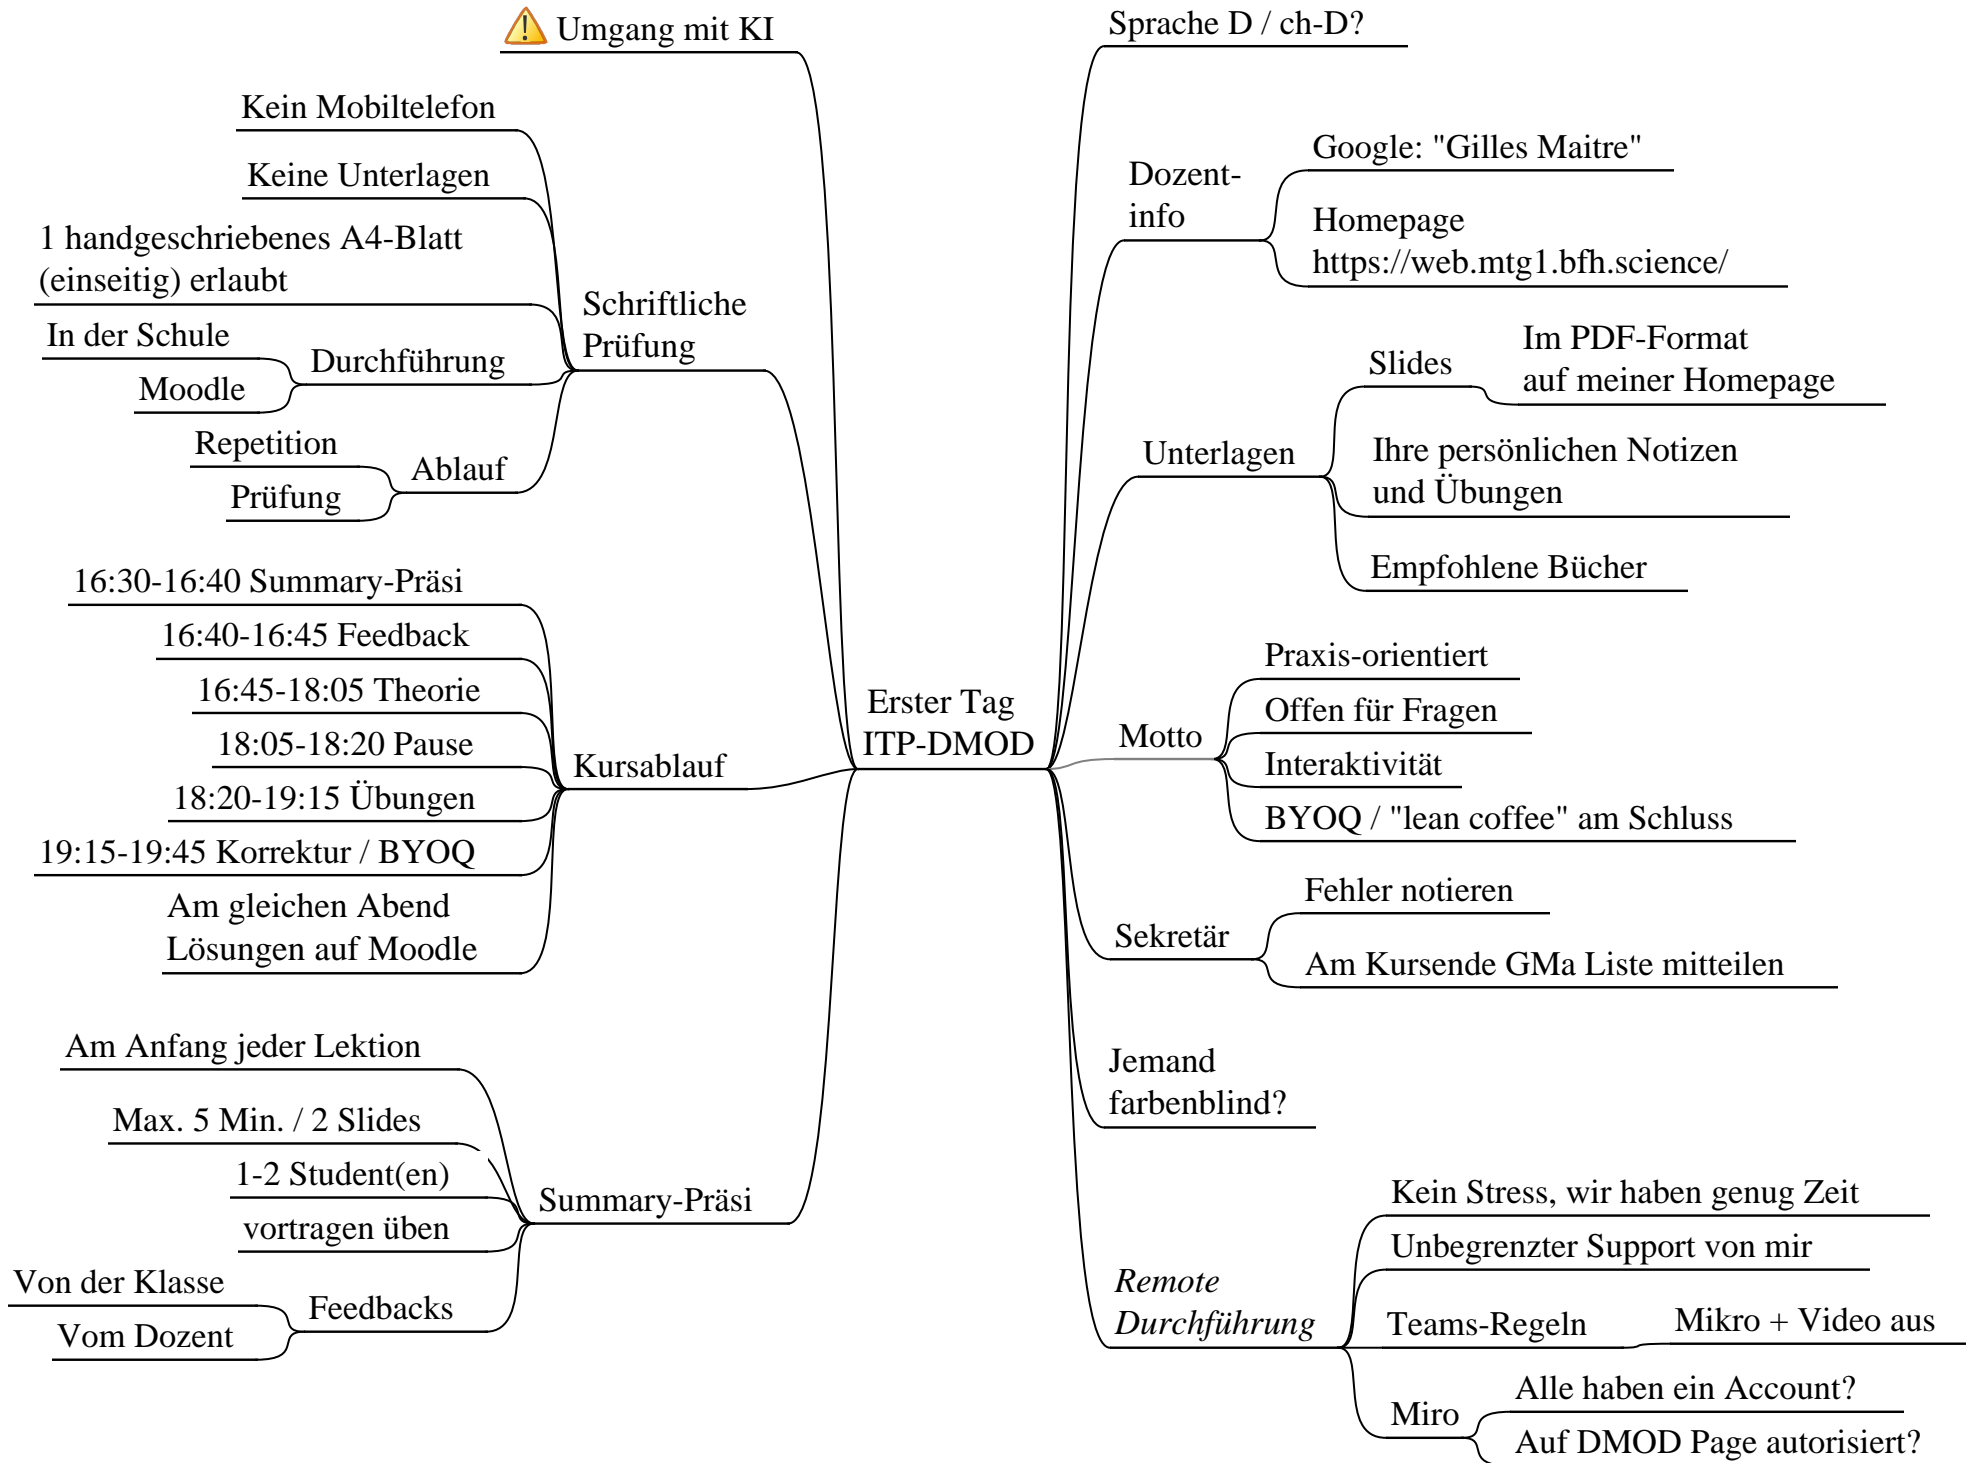 Umgang mit KI
Kein Mobiltelefon
Keine Unterlagen
1 handgeschriebenes A4-Blatt
(einseitig) erlaubt
In der Schule
Moodle
Durchführung
Repetition
Prüfung
Ablauf
Schriftliche
Prüfung
16:30-16:40 Summary-Präsi
16:40-16:45 Feedback
16:45-18:05 Theorie
18:05-18:20 Pause
18:20-19:15 Übungen
19:15-19:45 Korrektur / BYOQ
Am gleichen Abend
Lösungen auf Moodle
Kursablauf
Am Anfang jeder Lektion
Max. 5 Min. / 2 Slides
1-2 Student(en)
vortragen üben
Von der Klasse
Vom Dozent
Feedbacks
Summary-Präsi
Erster Tag
ITP-DMOD
Sprache D / ch-D?
Dozent-
info
Google: "Gilles Maitre"
Homepage
https://web.mtg1.bfh.science/
Unterlagen
Slides
Im PDF-Format
auf meiner Homepage
Ihre persönlichen Notizen
und Übungen
Empfohlene Bücher
Motto
Praxis-orientiert
Offen für Fragen
Interaktivität
BYOQ / "lean coffee" am Schluss
Sekretär
Fehler notieren
Am Kursende GMa Liste mitteilen
Jemand
farbenblind?
Remote
Durchführung
Kein Stress, wir haben genug Zeit
Unbegrenzter Support von mir
Teams-Regeln
Mikro + Video aus
Miro
Alle haben ein Account?
Auf DMOD Page autorisiert?